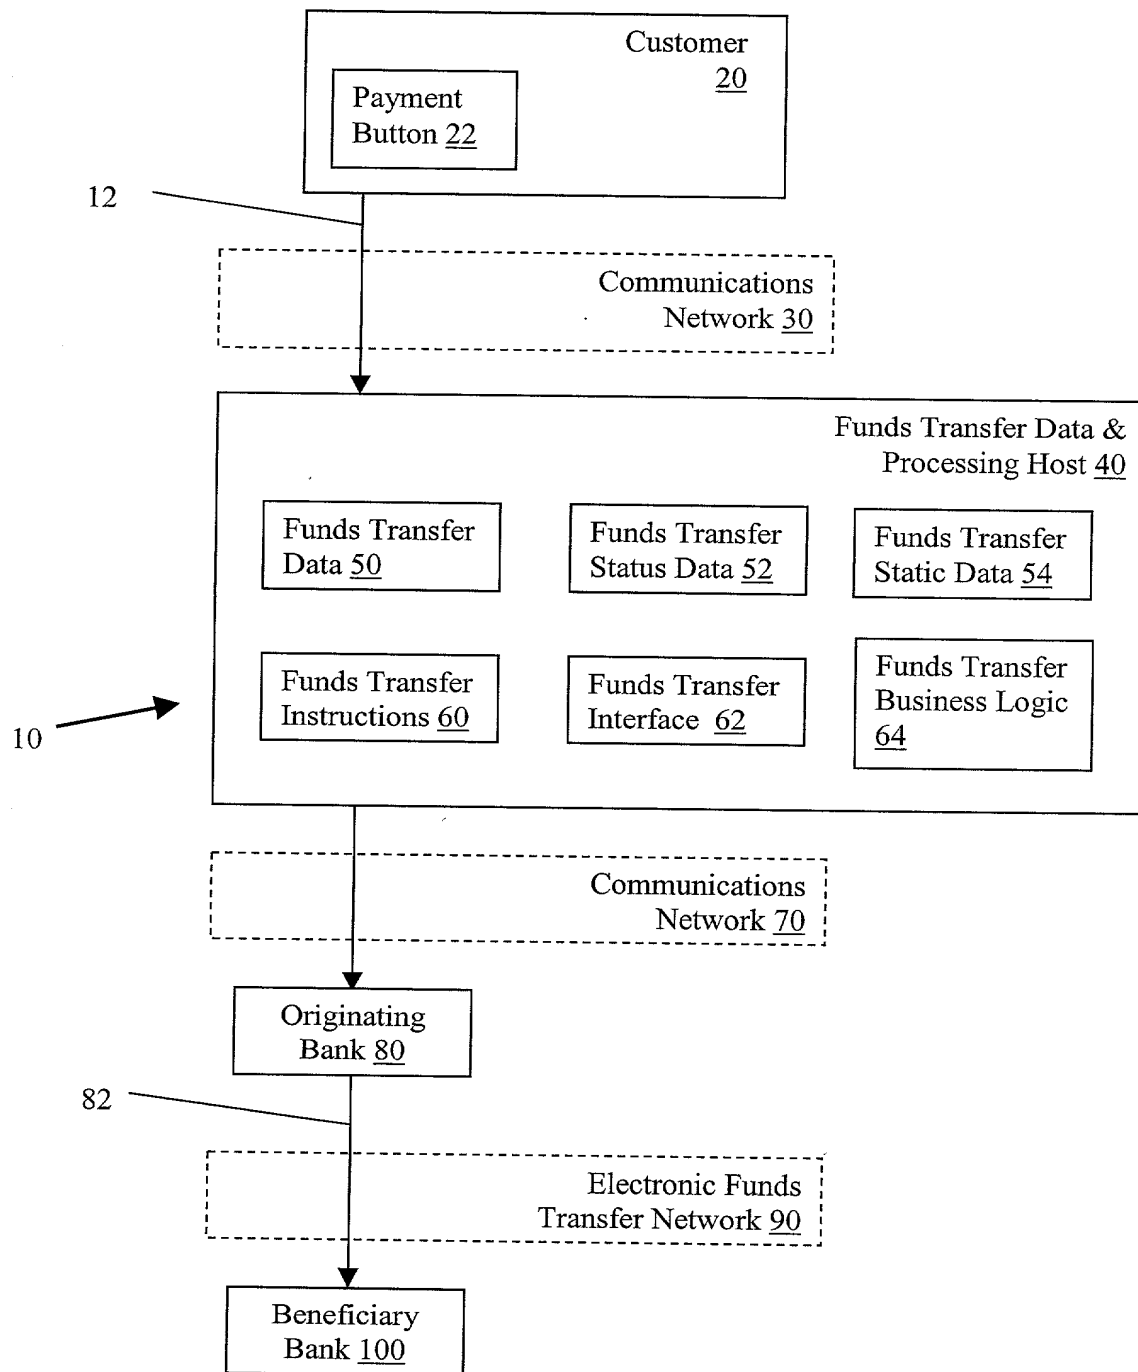 Customer
20
Payment
Button 22
12
Communications
Network 30
Funds Transfer Data &
Processing Host 40
Funds Transfer
Data 50
Funds Transfer
Status Data 52
Funds Transfer
Static Data 54
Funds Transfer
Instructions 60
Funds Transfer
Interface 62
Funds Transfer
Business Logic
64
10
Communications
Network 70
Originating
Bank 80
82
Electronic Funds
Transfer Network 90
Beneficiary
Bank 100